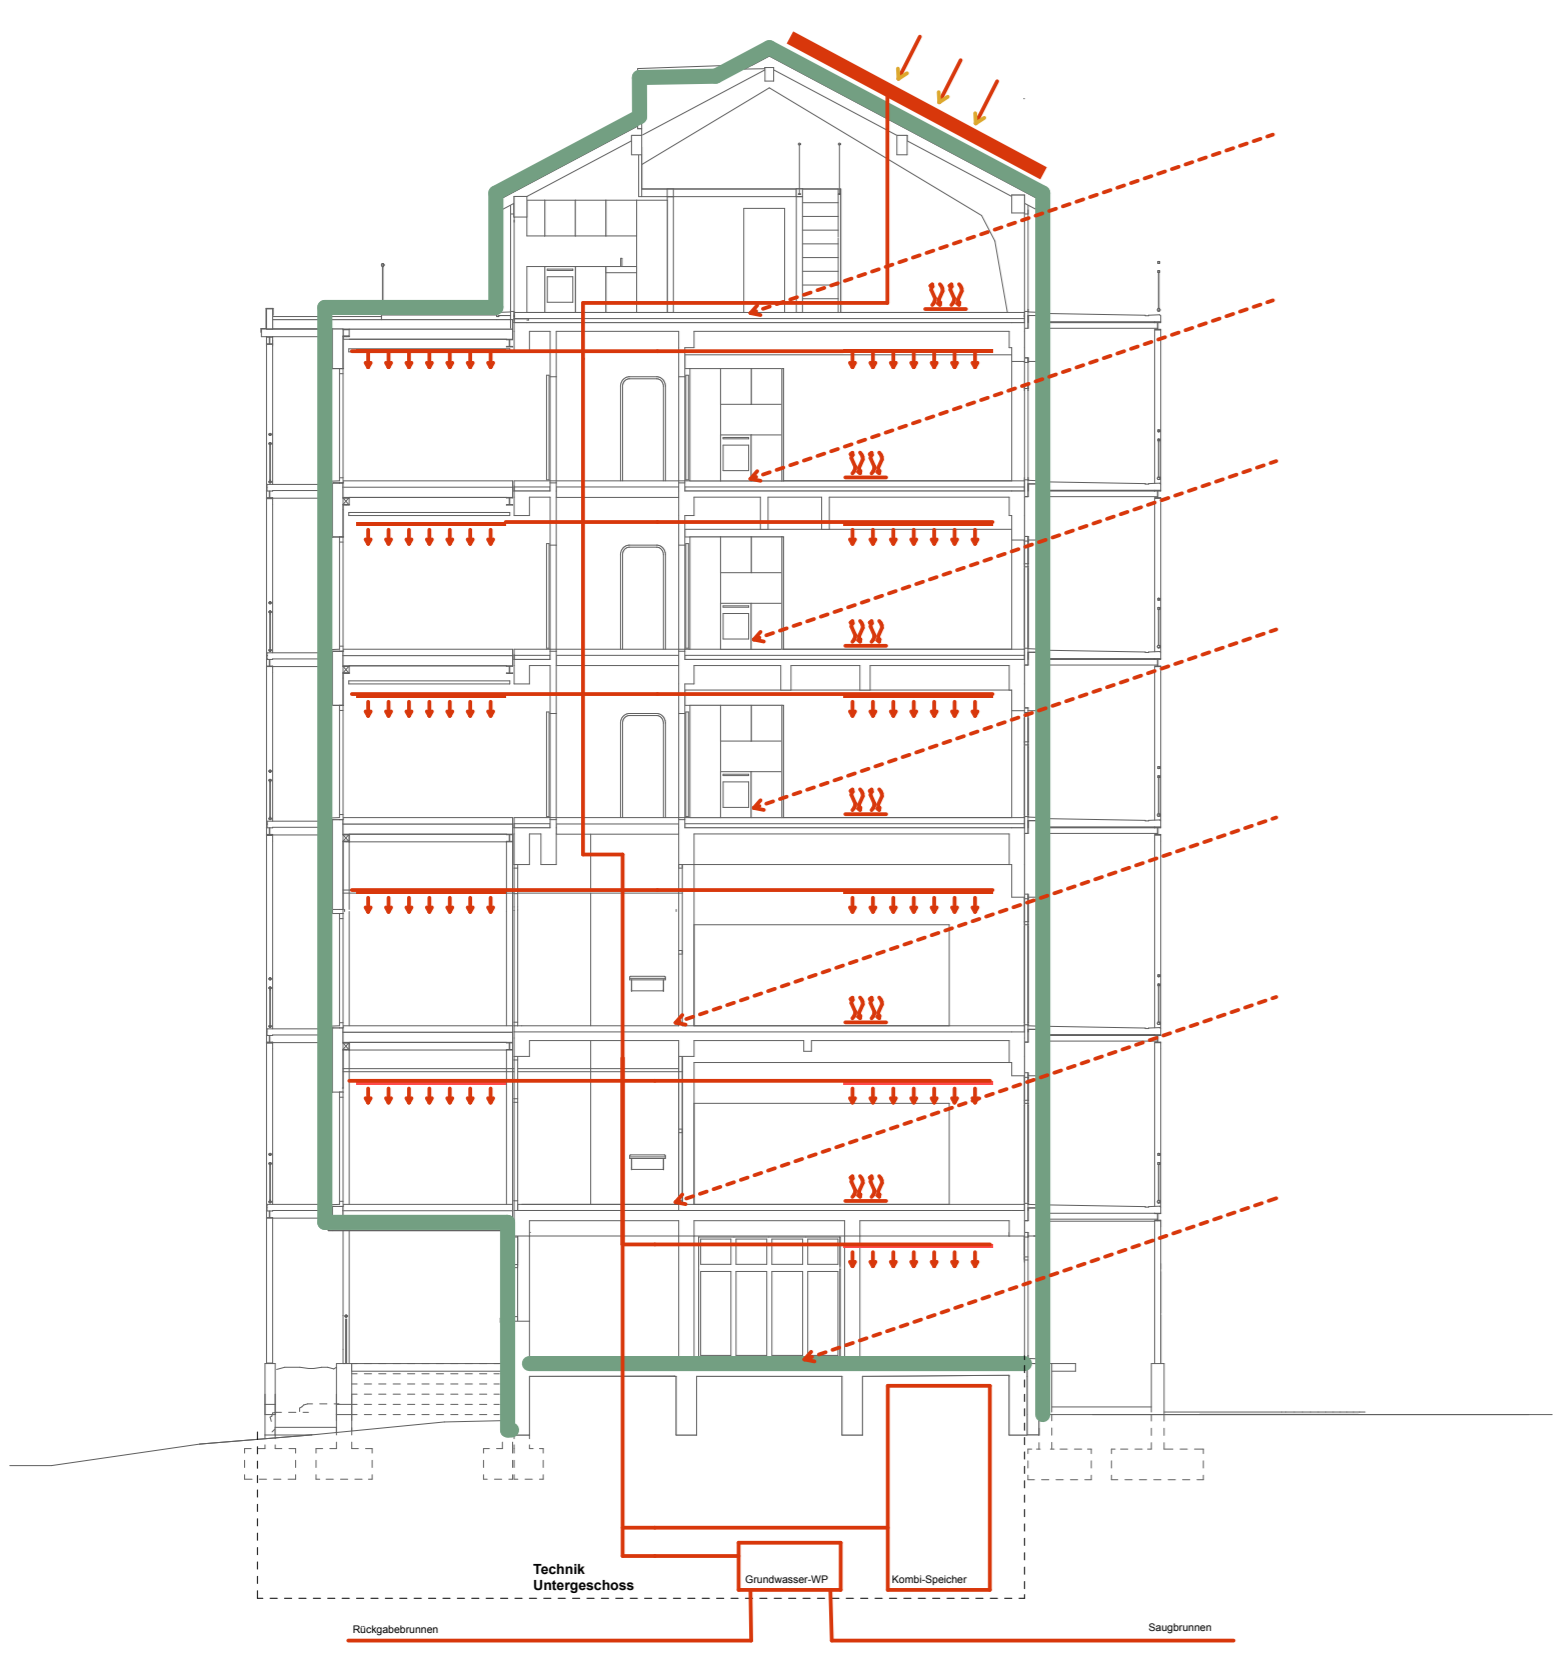 Technik
Untergeschoss
Grundwasser-WP
Kombi-Speicher
Rückgabebrunnen
Saugbrunnen